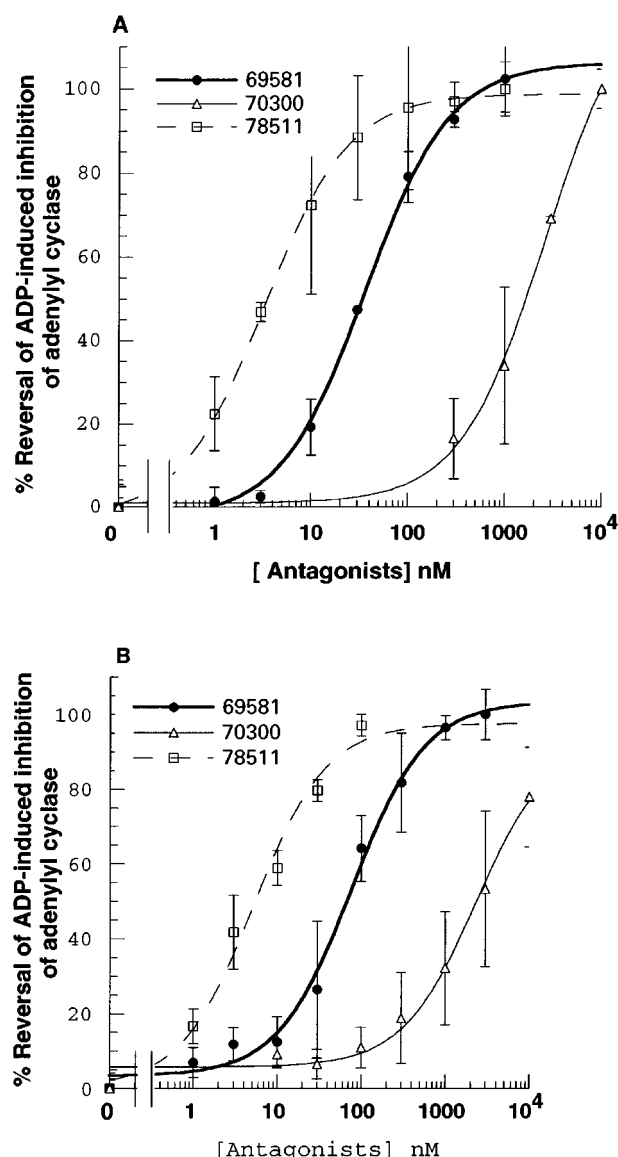 A
69581
70300
78511
% Reversal of ADP-induced inhibition
of adenylyl cyclase
100
80
60
40
20
0
0 1 10 100 1000 10⁴
[ Antagonists] nM
B
69581
70300
78511
% Reversal of ADP-induced inhibition
of adenylyl cyclase
100
80
60
40
20
0
0 1 10 100 1000 10⁴
[Antagonists] nM